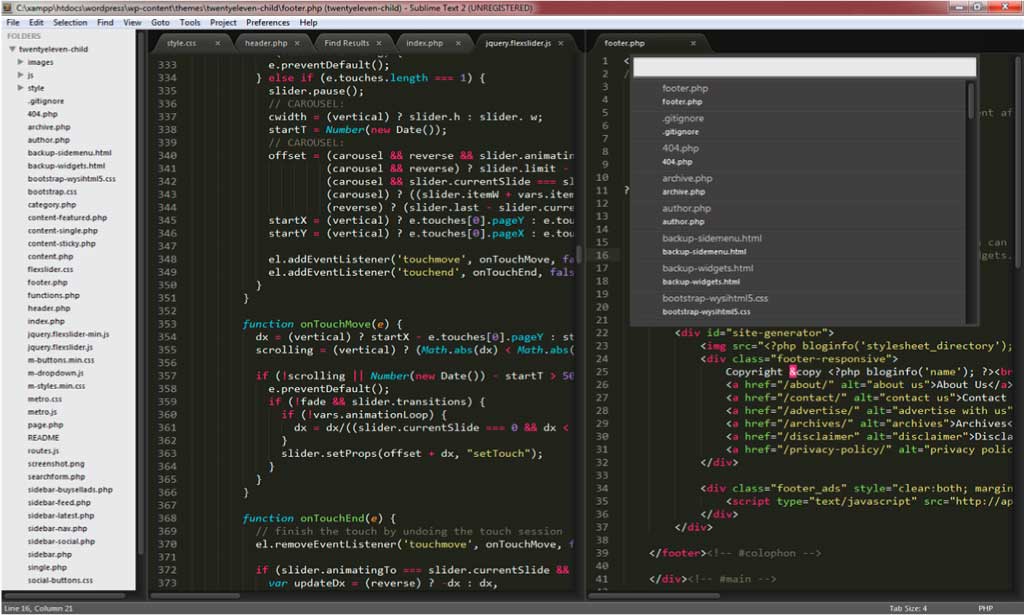 C:\xampp\htdocs\wordpress\wp-content\themes\twentyeleven-child\footer.php (twentyeleven-child) - Sublime Text 2 (UNREGISTERED)
File Edit Selection Find View Goto Tools Project Preferences Help
FOLDERS
twentyeleven-child
images
js
style
.gitignore
404.php
archive.php
author.php
backup-sidemenu.html
backup-widgets.html
bootstrap-wysihtml5.css
bootstrap.css
category.php
content-featured.php
content-single.php
content-sticky.php
content.php
flexslider.css
footer.php
functions.php
header.php
index.php
jquery.flexslider-min.js
jquery.flexslider.js
m-buttons.min.css
m-dropdown.js
m-styles.min.css
metro.css
metro.js
page.php
README
routes.js
screenshot.png
searchform.php
sidebar-buysellads.php
sidebar-feed.php
sidebar-latest.php
sidebar-nav.php
sidebar-social.php
sidebar.php
single.php
social-buttons.css
style.css × header.php × Find Results × index.php × jquery.flexslider.js ×
333 e.preventDefault();
334 } else if (e.touches.length === 1) {
335 slider.pause();
336 // CAROUSEL:
337 cwidth = (vertical) ? slider.h : slider. w;
338 startT = Number(new Date());
339 // CAROUSEL:
340 offset = (carousel && reverse && slider.animatin
341 (carousel && reverse) ? slider.limit -
342 (carousel && slider.currentSlide === sl
343 (carousel) ? ((slider.itemW + vars.item
344 (reverse) ? (slider.last - slider.curre
345 startX = (vertical) ? e.touches[0].pageY : e.tou
346 startY = (vertical) ? e.touches[0].pageX : e.tou
347
348 el.addEventListener('touchmove', onTouchMove, fa
349 el.addEventListener('touchend', onTouchEnd, fals
350 }
351 }
352
353 function onTouchMove(e) {
354 dx = (vertical) ? startX - e.touches[0].pageY : st
355 scrolling = (vertical) ? (Math.abs(dx) < Math.abs(
356
357 if (!scrolling || Number(new Date()) - startT > 50
358 e.preventDefault();
359 if (!fade && slider.transitions) {
360 if (!vars.animationLoop) {
361 dx = dx/((slider.currentSlide === 0 && dx <
362 }
363 slider.setProps(offset + dx, "setTouch");
364 }
365 }
366 }
367
368 function onTouchEnd(e) {
369 // finish the touch by undoing the touch session
370 el.removeEventListener('touchmove', onTouchMove, f
371
372 if (slider.animatingTo === slider.currentSlide &&
373 var updateDx = (reverse) ? -dx : dx,
footer.php ×
footer.php
footer.php
.gitignore
.gitignore
404.php
404.php
archive.php
archive.php
author.php
author.php
backup-sidemenu.html
backup-sidemenu.html
backup-widgets.html
backup-widgets.html
bootstrap-wysihtml5.css
bootstrap-wysihtml5.css
1 <
2 /
3
4
5 nt af
6
7
8
9
10
11 ?
12
13
14
15 s can
16 dgets.
17
18
19
20
21
22 <div id="site-generator">
23 <img src="<?php bloginfo('stylesheet_directory');
24 <div class="footer-responsive">
25 Copyright &copy <?php bloginfo('name'); ?><br
26 <a href="/about/" alt="about us">About Us</a>
27 <a href="/contact/" alt="contact us">Contact
28 <a href="/advertise/" alt="advertise with us"
29 <a href="/archives/" alt="archives">Archives<
30 <a href="/disclaimer" alt="disclaimer">Discla
31 <a href="/privacy-policy/" alt="privacy polic
32 </div>
33
34 <div class="footer_ads" style="clear:both; margin
35 <script type="text/javascript" src="http://ap
36 </div>
37 </div>
38
39 </footer><!-- #colophon -->
40
41 </div><!-- #main -->
Line 16, Column 21 Tab Size: 4 PHP